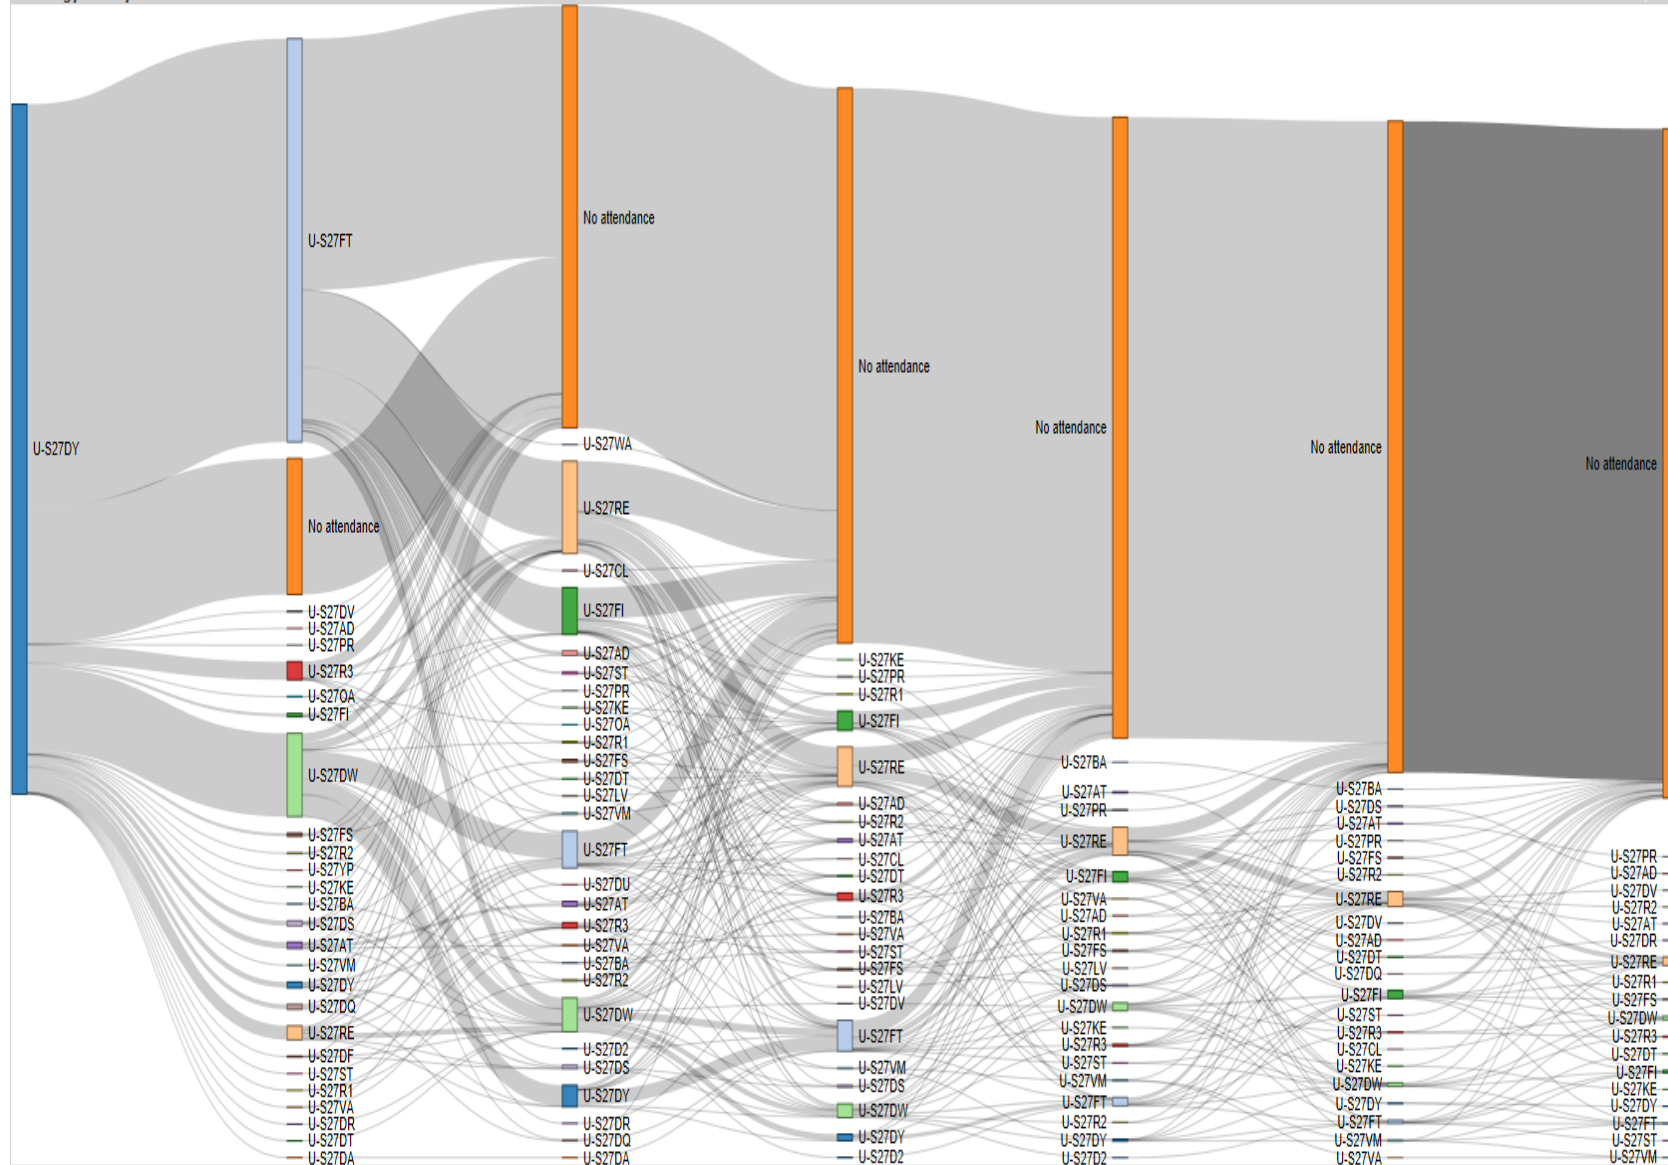 U-S27DY
U-S27FT
No attendance
U-S27DV
U-S27AD
U-S27PR
U-S27R3
U-S27OA
U-S27FI
U-S27DW
U-S27FS
U-S27R2
U-S27YP
U-S27KE
U-S27BA
U-S27DS
U-S27AT
U-S27VM
U-S27DY
U-S27DQ
U-S27RE
U-S27DF
U-S27ST
U-S27R1
U-S27VA
U-S27DR
U-S27DT
U-S27DA
No attendance
U-S27WA
U-S27RE
U-S27CL
U-S27FI
U-S27AD
U-S27ST
U-S27PR
U-S27KE
U-S27OA
U-S27R1
U-S27FS
U-S27DT
U-S27LV
U-S27VM
U-S27FT
U-S27DU
U-S27AT
U-S27R3
U-S27VA
U-S27BA
U-S27R2
U-S27DW
U-S27D2
U-S27DS
U-S27DY
U-S27DR
U-S27DQ
U-S27DA
No attendance
U-S27KE
U-S27PR
U-S27R1
U-S27FI
U-S27RE
U-S27AD
U-S27R2
U-S27AT
U-S27CL
U-S27DT
U-S27R3
U-S27BA
U-S27VA
U-S27ST
U-S27FS
U-S27LV
U-S27DV
U-S27FT
U-S27VM
U-S27DS
U-S27DW
U-S27DY
U-S27D2
No attendance
U-S27BA
U-S27AT
U-S27PR
U-S27RE
U-S27FI
U-S27VA
U-S27AD
U-S27R1
U-S27FS
U-S27LV
U-S27DS
U-S27DW
U-S27KE
U-S27R3
U-S27ST
U-S27VM
U-S27FT
U-S27R2
U-S27DY
U-S27D2
No attendance
U-S27BA
U-S27DS
U-S27AT
U-S27PR
U-S27FS
U-S27R2
U-S27RE
U-S27DV
U-S27AD
U-S27DT
U-S27DQ
U-S27FI
U-S27ST
U-S27R3
U-S27CL
U-S27KE
U-S27DW
U-S27DY
U-S27FT
U-S27VM
U-S27VA
No attendance
U-S27PR
U-S27AD
U-S27DV
U-S27R2
U-S27AT
U-S27DR
U-S27RE
U-S27R1
U-S27FS
U-S27DW
U-S27R3
U-S27DT
U-S27FI
U-S27KE
U-S27DY
U-S27FT
U-S27ST
U-S27VM